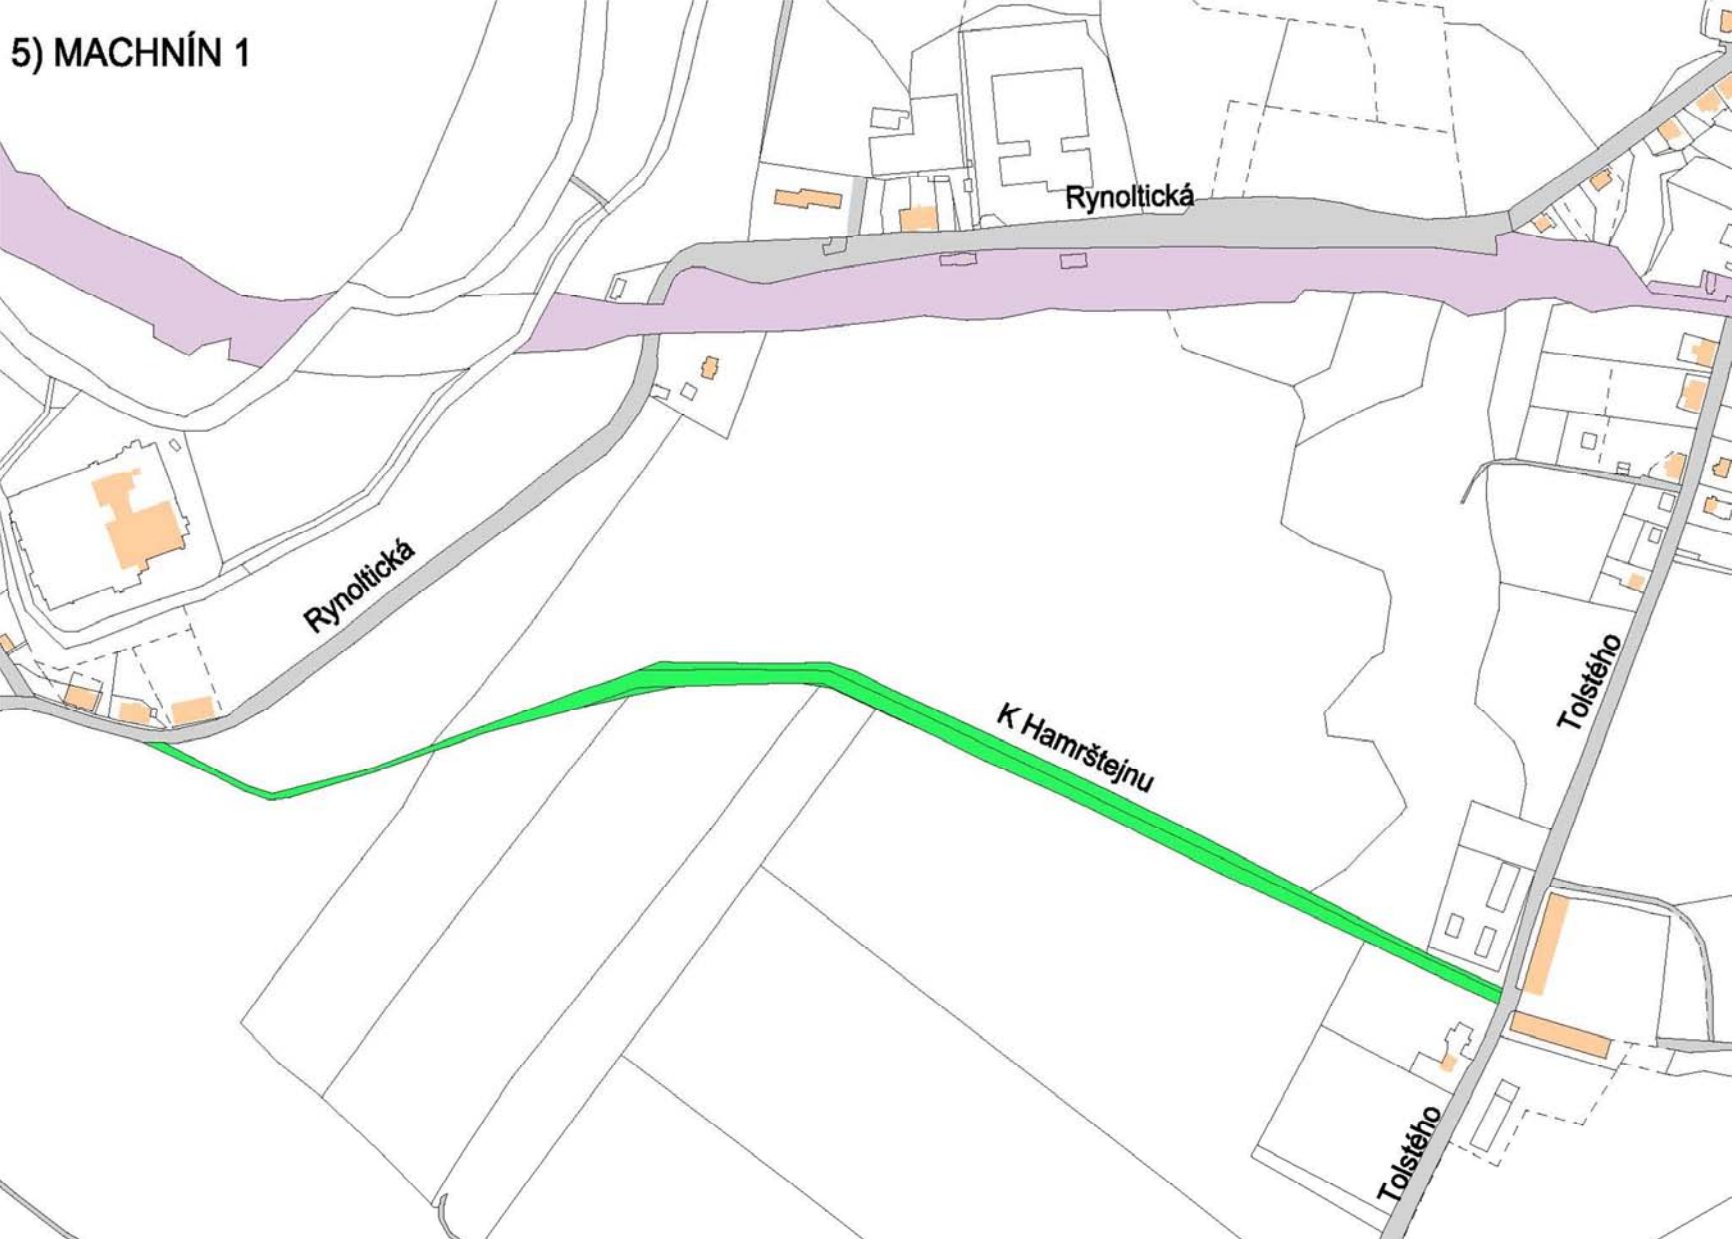 5) MACHNÍN 1
Rynoltická
Rynoltická
K Hamrštejnu
Tolstého
Tolstého